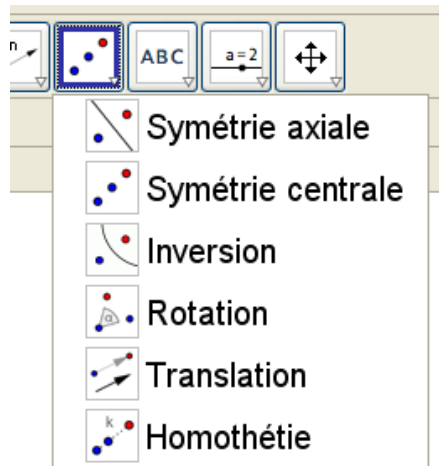 n
ABC
a=2
Symétrie axiale
Symétrie centrale
Inversion
α
Rotation
Translation
k
Homothétie